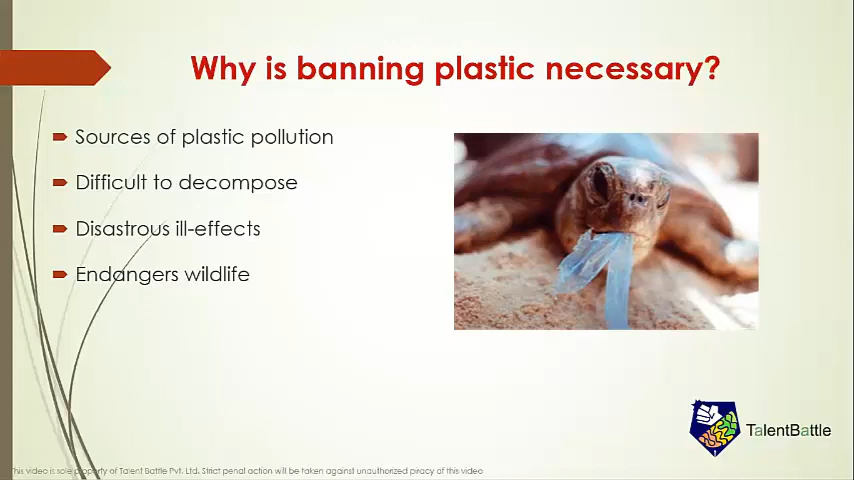 Why is banning plastic necessary?
Sources of plastic pollution
Difficult to decompose
Disastrous ill-effects
Endangers wildlife
TalentBattle
This video is sole property of Talent Battle Pvt. Ltd. Strict penal action will be taken against unauthorized piracy of this video